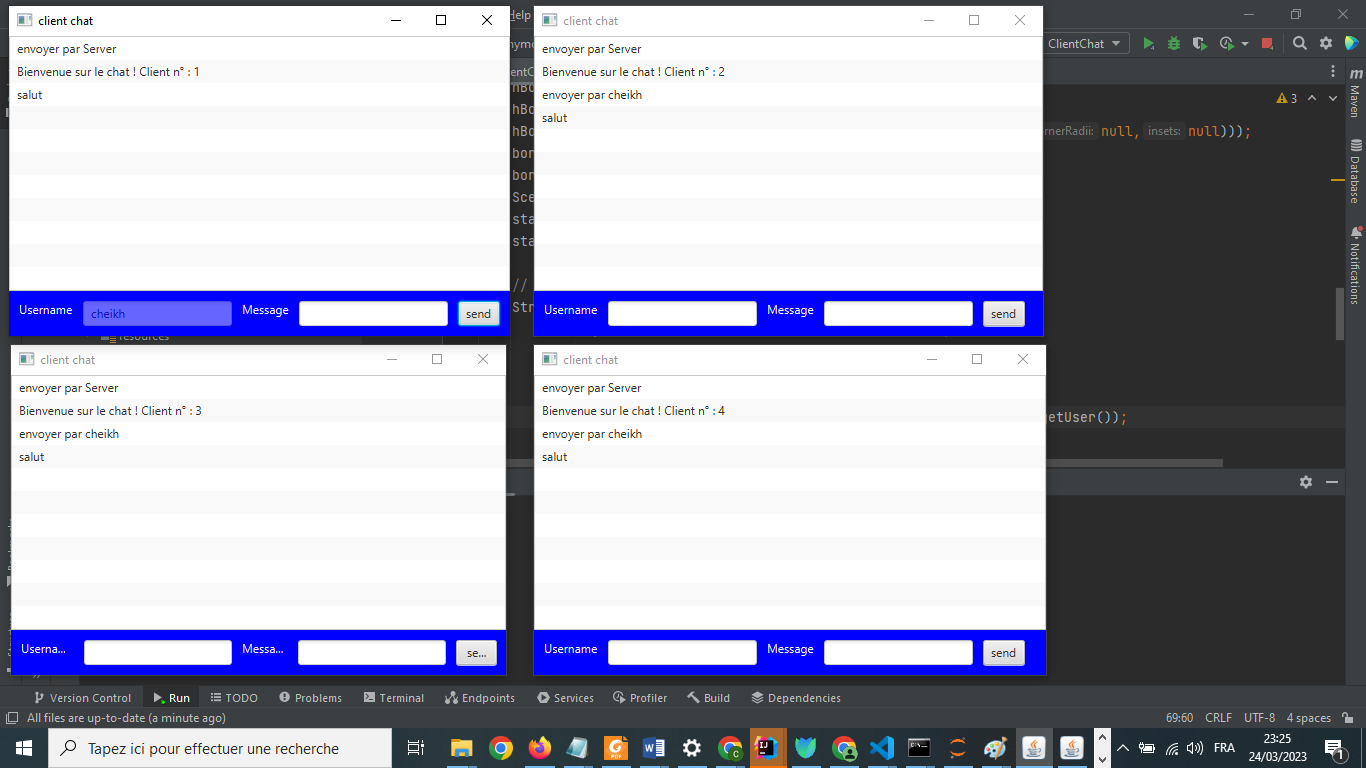 client chat
envoyer par Server
Bienvenue sur le chat ! Client n° : 1
salut
Username
cheikh
Message
send
client chat
envoyer par Server
Bienvenue sur le chat ! Client n° : 2
envoyer par cheikh
salut
Username
Message
send
client chat
envoyer par Server
Bienvenue sur le chat ! Client n° : 3
envoyer par cheikh
salut
Userna...
Messa...
se...
client chat
envoyer par Server
Bienvenue sur le chat ! Client n° : 4
envoyer par cheikh
salut
Username
Message
send
Help
ClientChat
3
null, insets: null)));
getUser());
resources
Maven
Database
Notifications
Version Control
Run
TODO
Problems
Terminal
Endpoints
Services
Profiler
Build
Dependencies
All files are up-to-date (a minute ago)
69:60 CRLF UTF-8 4 spaces
Tapez ici pour effectuer une recherche
FRA
23:25
24/03/2023
1